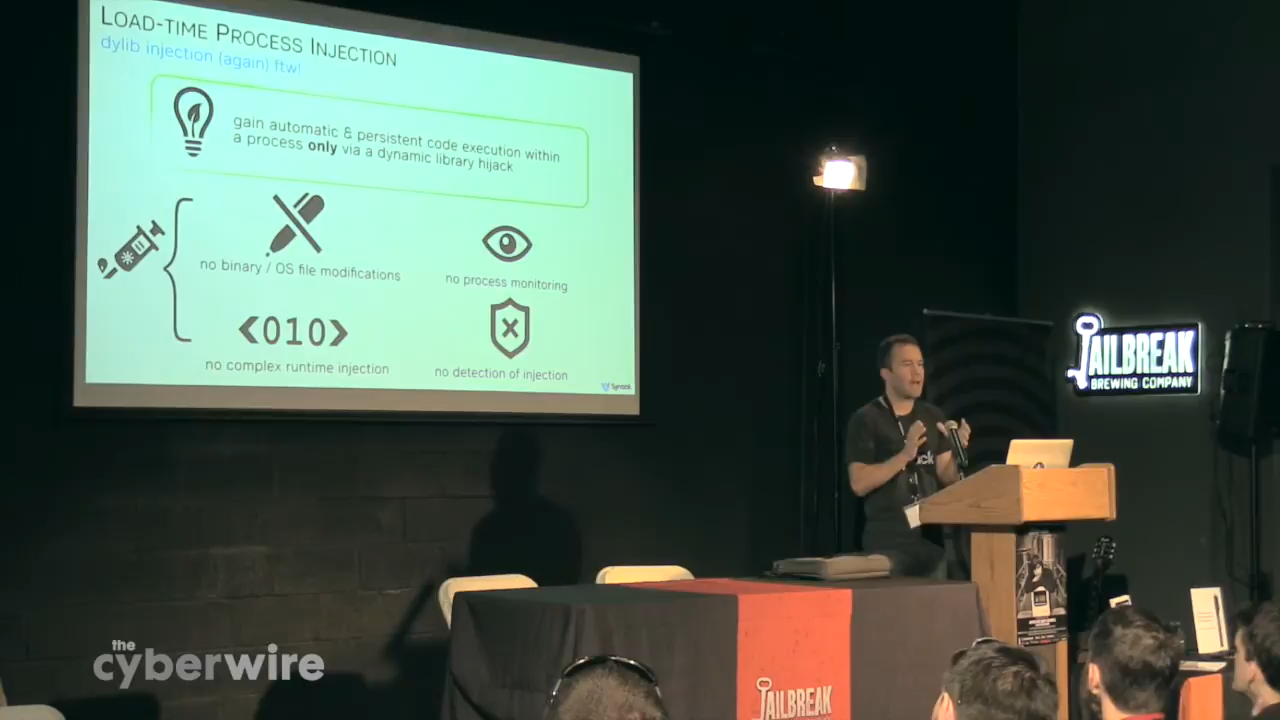 LOAD-TIME PROCESS INJECTION
dylib injection (again) ftw!
gain automatic & persistent code execution within
a process only via a dynamic library hijack
no binary / OS file modifications
no process monitoring
<010>
no complex runtime injection
no detection of injection
Synack
JAILBREAK
BREWING COMPANY
ck
the
cyberwire
JAILBREAK